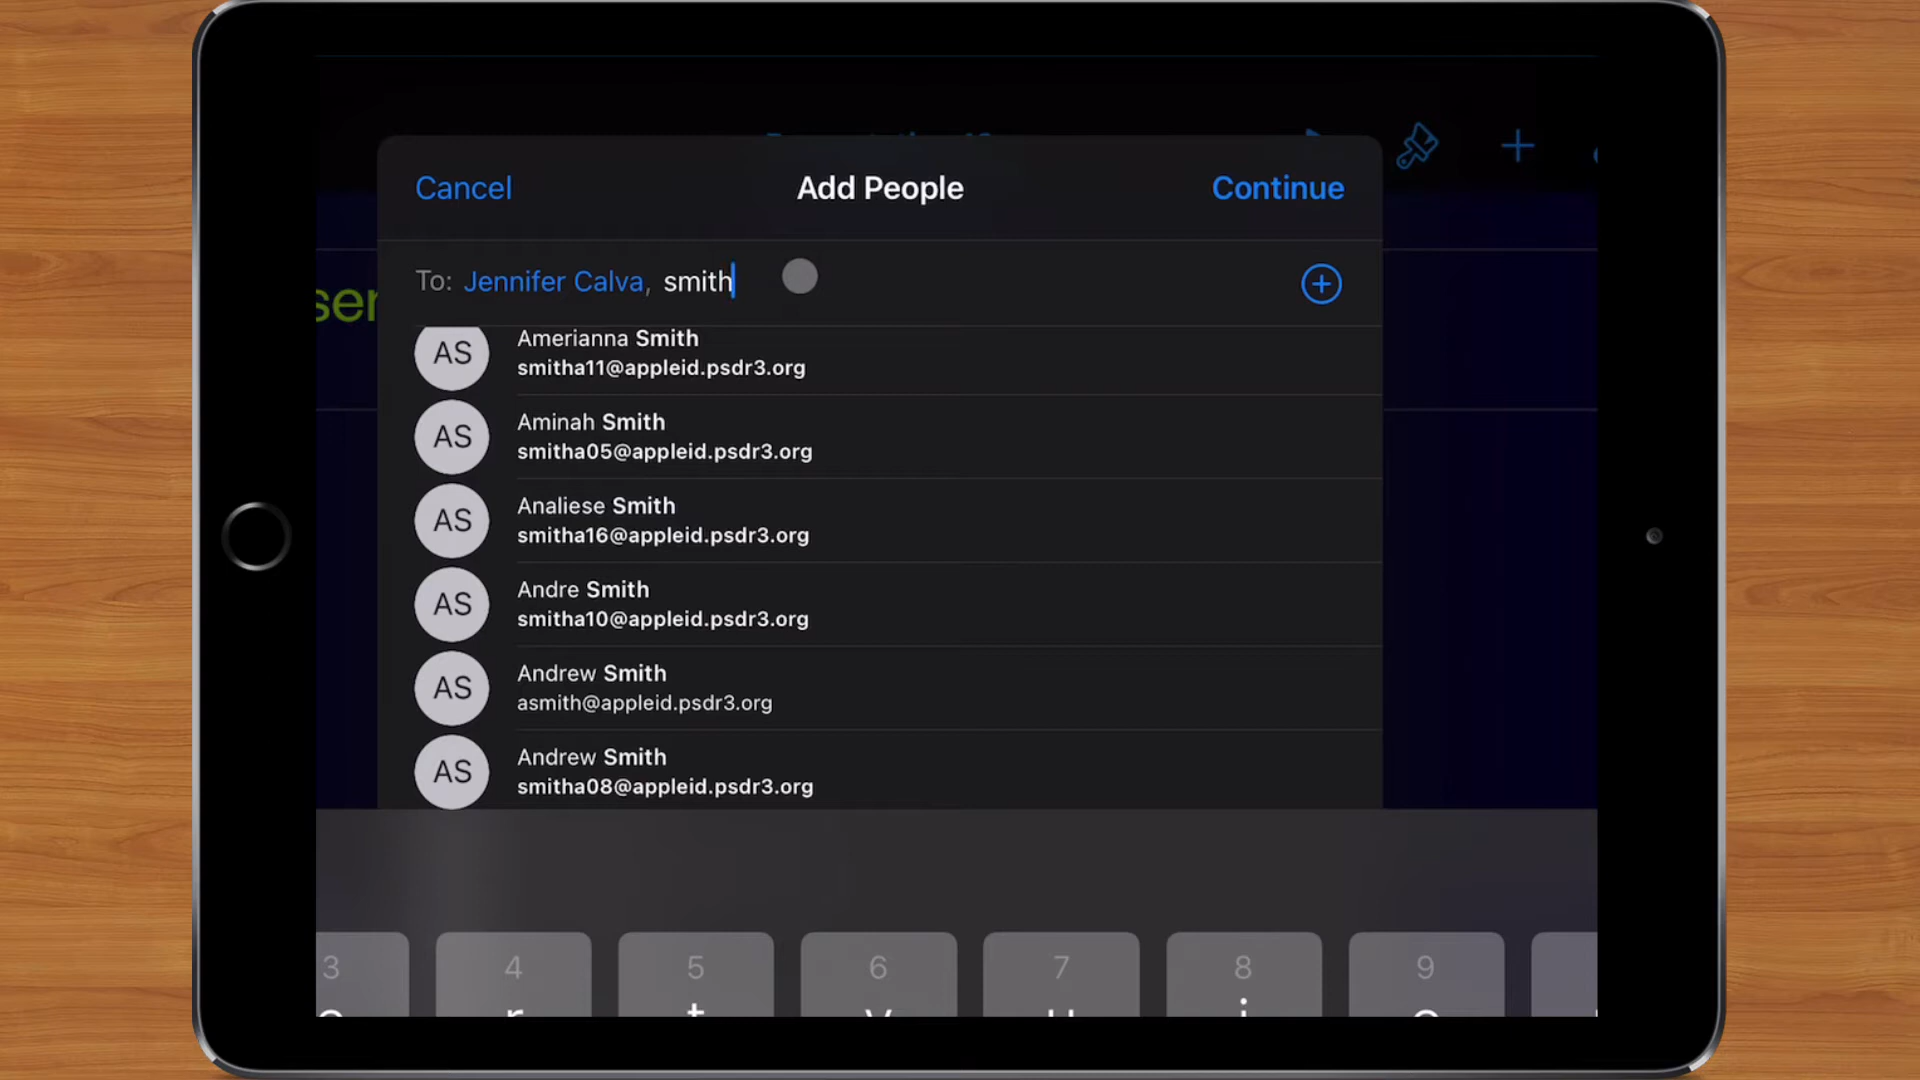 Cancel
Add People
Continue
To: Jennifer Calva, smith
AS
Amerianna Smith
smitha11@appleid.psdr3.org
AS
Aminah Smith
smitha05@appleid.psdr3.org
AS
Analiese Smith
smitha16@appleid.psdr3.org
AS
Andre Smith
smitha10@appleid.psdr3.org
AS
Andrew Smith
asmith@appleid.psdr3.org
AS
Andrew Smith
smitha08@appleid.psdr3.org
3 4 5 6 7 8 9
r t y u i o